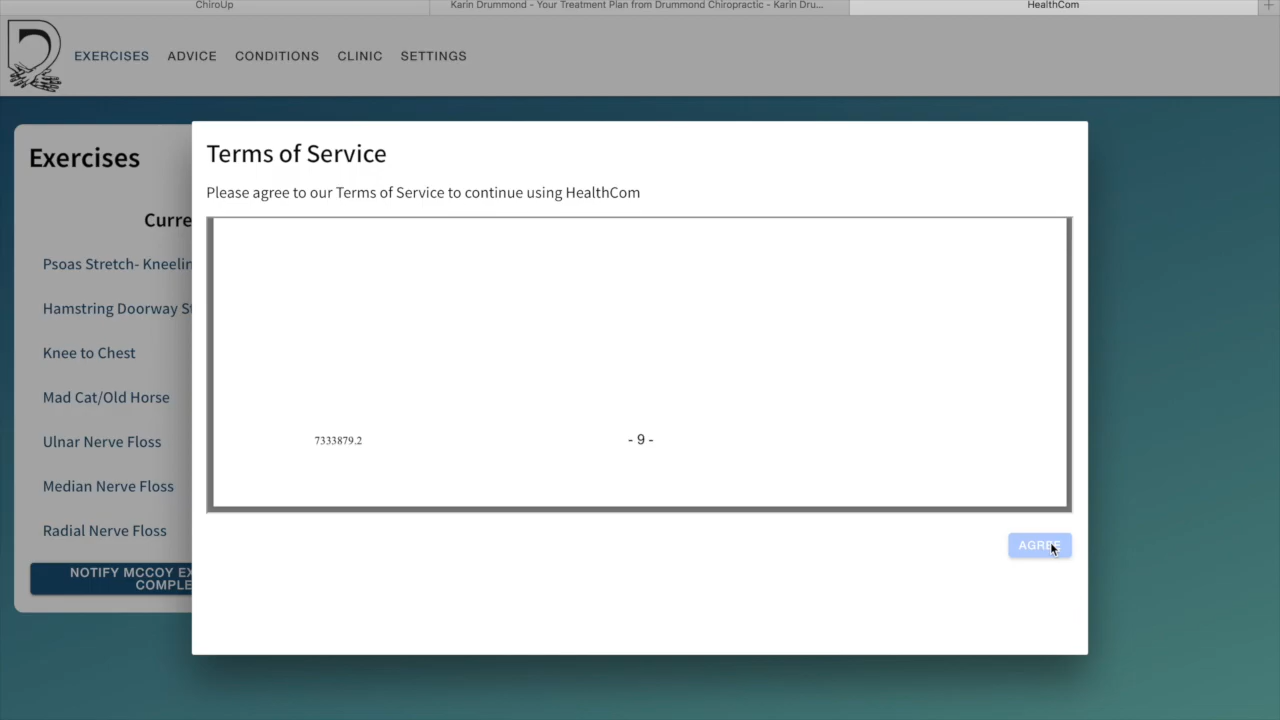 ChiroUp
Karin Drummond - Your Treatment Plan from Drummond Chiropractic - Karin Dru...
HealthCom
EXERCISES ADVICE CONDITIONS CLINIC SETTINGS
Exercises
Curre
Psoas Stretch- Kneelin
Hamstring Doorway St
Knee to Chest
Mad Cat/Old Horse
Ulnar Nerve Floss
Median Nerve Floss
Radial Nerve Floss
NOTIFY MCCOY EX
COMPLE
Terms of Service
Please agree to our Terms of Service to continue using HealthCom
7333879.2
- 9 -
AGREE